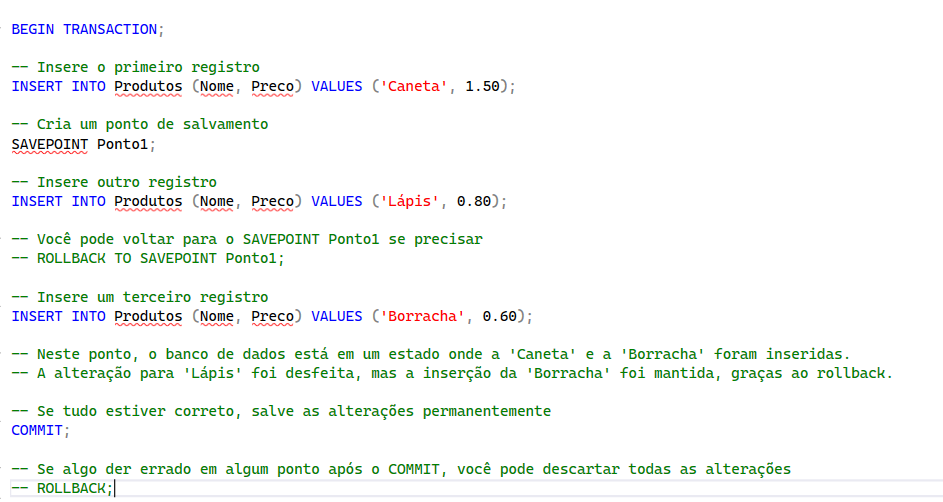 BEGIN TRANSACTION;
-- Insere o primeiro registro
INSERT INTO Produtos (Nome, Preco) VALUES ('Caneta', 1.50);
-- Cria um ponto de salvamento
SAVEPOINT Ponto1;
-- Insere outro registro
INSERT INTO Produtos (Nome, Preco) VALUES ('Lápis', 0.80);
-- Você pode voltar para o SAVEPOINT Ponto1 se precisar
-- ROLLBACK TO SAVEPOINT Ponto1;
-- Insere um terceiro registro
INSERT INTO Produtos (Nome, Preco) VALUES ('Borracha', 0.60);
-- Neste ponto, o banco de dados está em um estado onde a 'Caneta' e a 'Borracha' foram inseridas.
-- A alteração para 'Lápis' foi desfeita, mas a inserção da 'Borracha' foi mantida, graças ao rollback.
-- Se tudo estiver correto, salve as alterações permanentemente
COMMIT;
-- Se algo der errado em algum ponto após o COMMIT, você pode descartar todas as alterações
-- ROLLBACK;